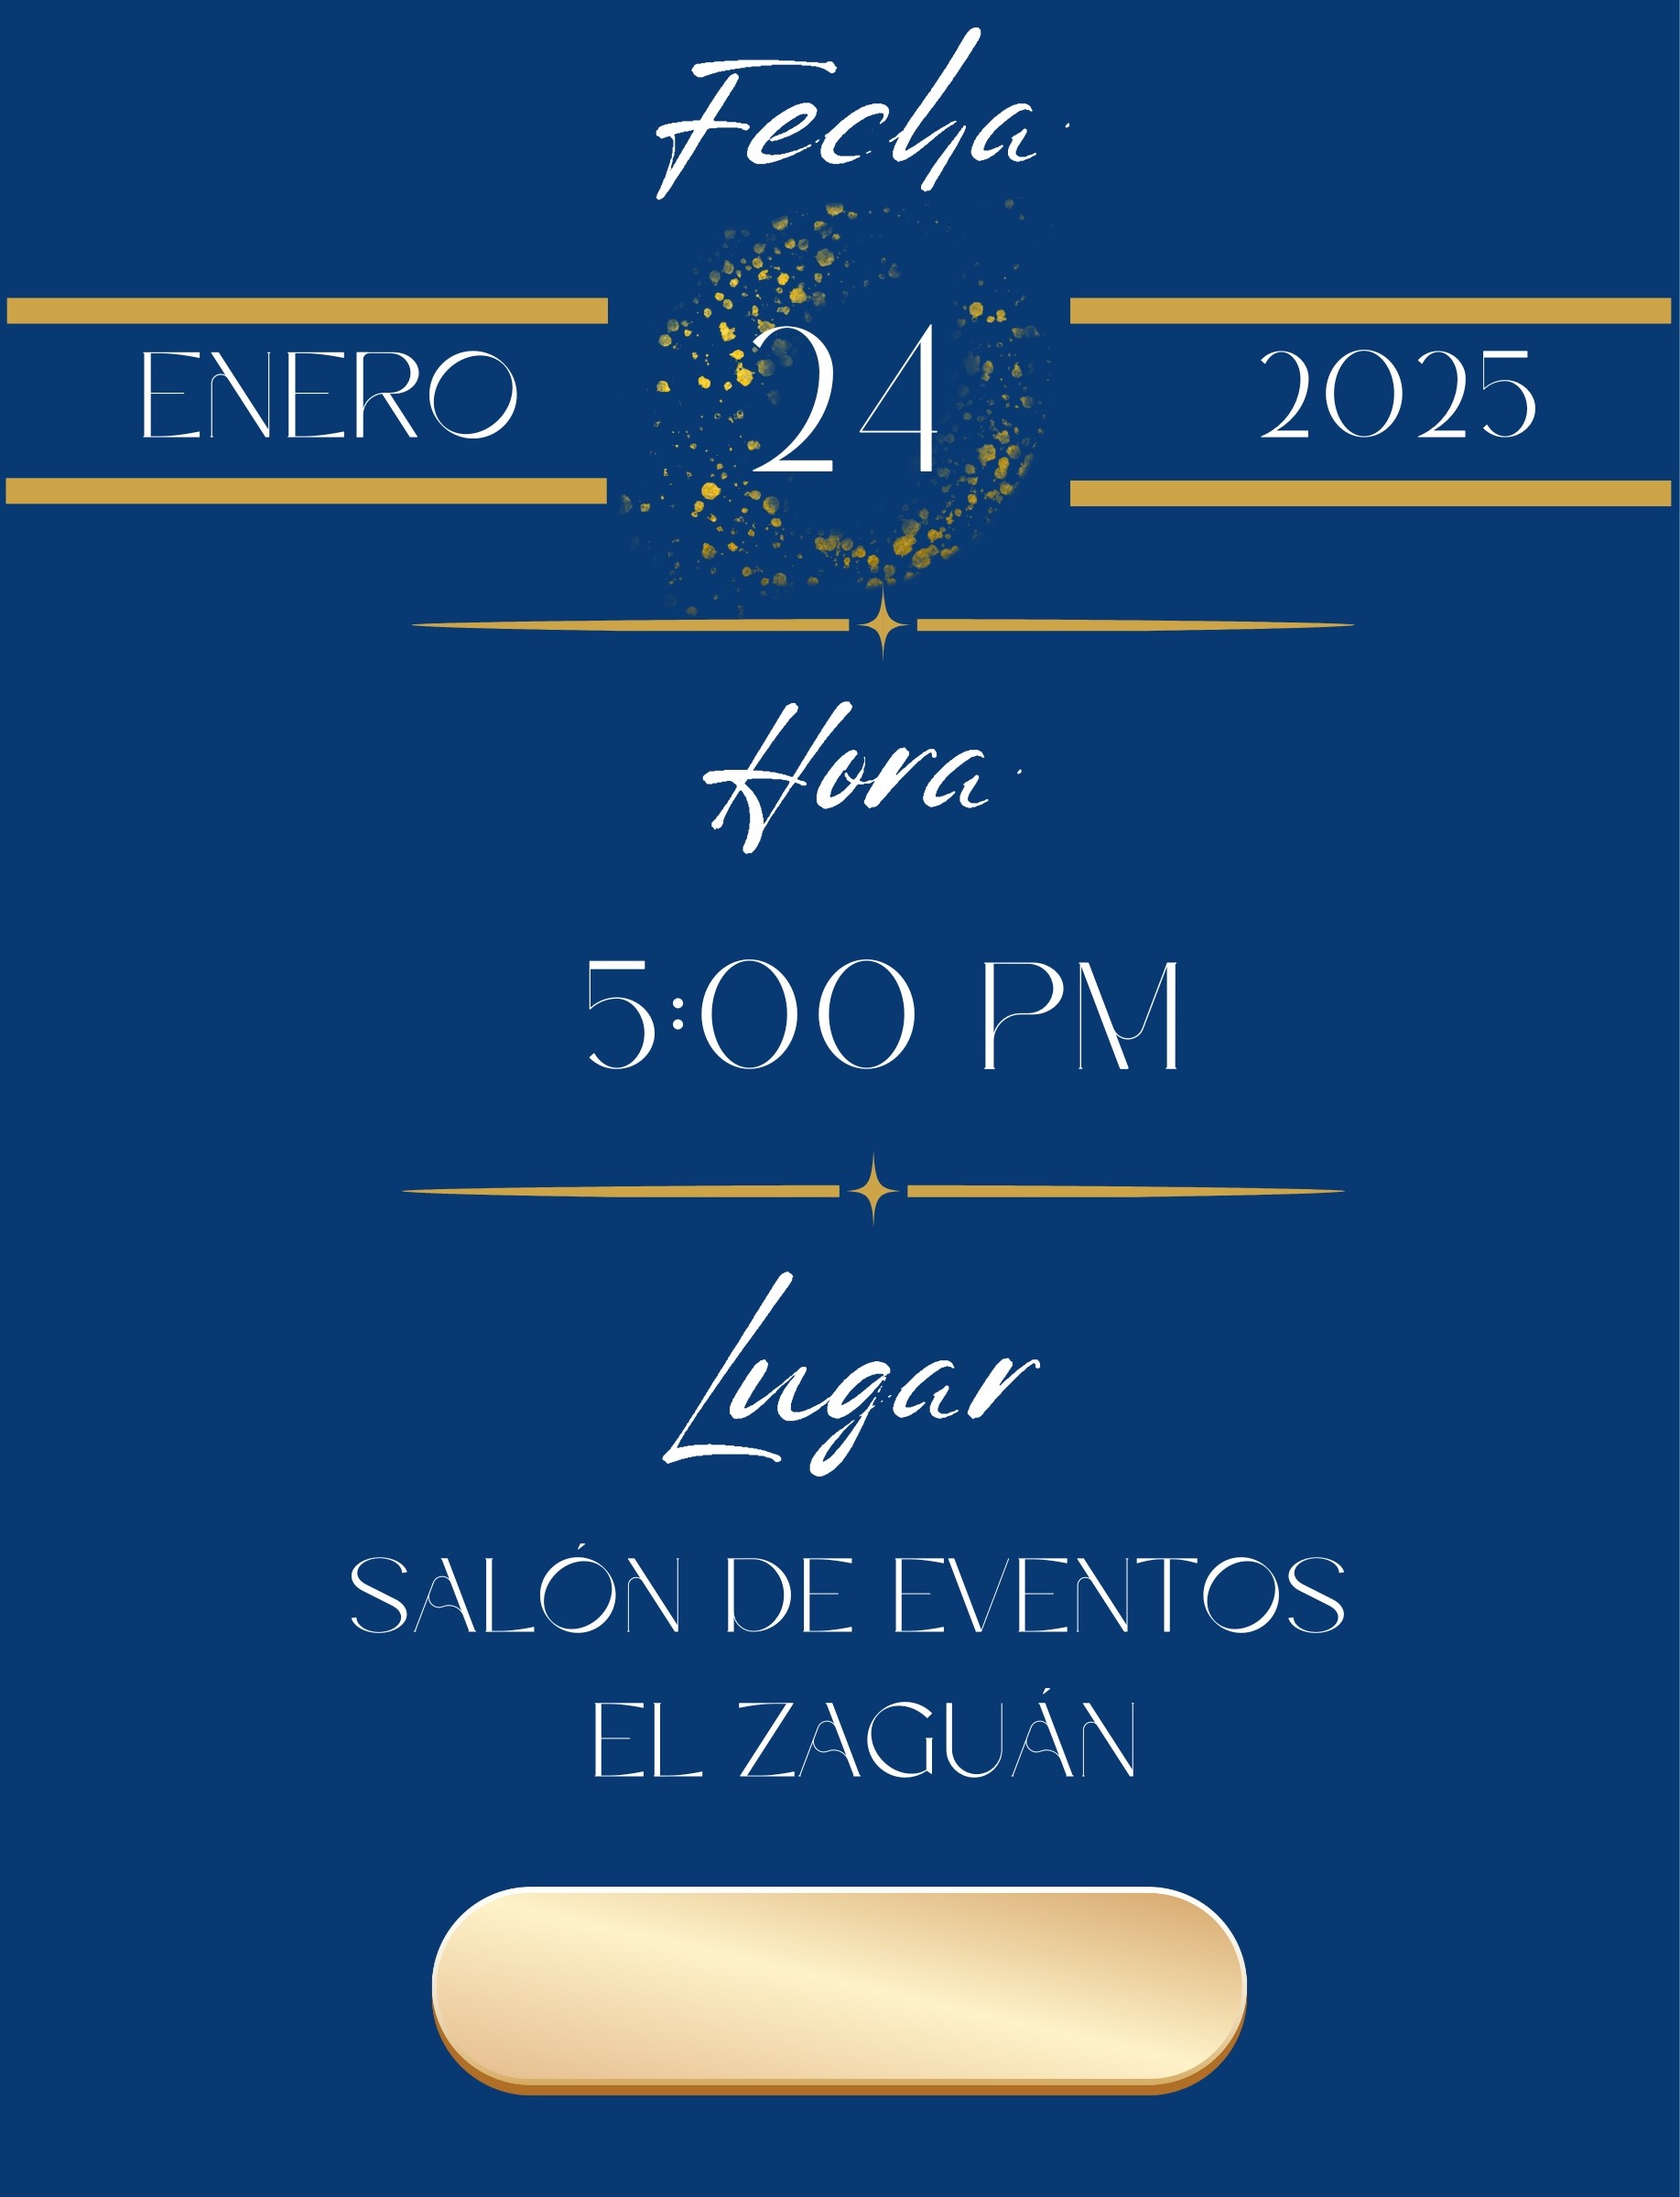 Fecha
ENERO 24 2025
Hora
5:00 PM
Lugar
SALÓN DE EVENTOS
EL ZAGUÁN